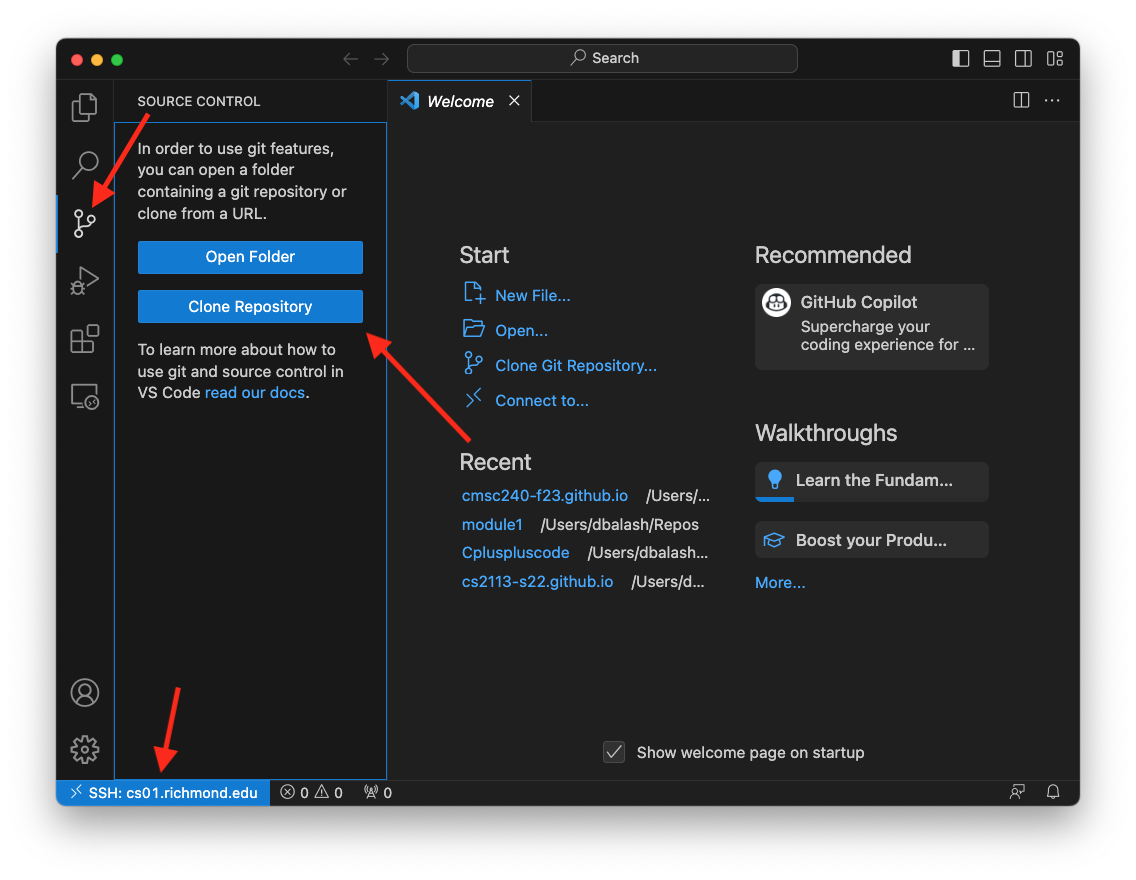 Search
SOURCE CONTROL
Welcome
In order to use git features,
you can open a folder
containing a git repository or
clone from a URL.
Open Folder
Clone Repository
To learn more about how to
use git and source control in
VS Code read our docs.
Start
New File...
Open...
Clone Git Repository...
Connect to...
Recent
cmsc240-f23.github.io /Users/...
module1 /Users/dbalash/Repos
Cpluspluscode /Users/dbalash...
cs2113-s22.github.io /Users/d...
Recommended
GitHub Copilot
Supercharge your
coding experience for ...
Walkthroughs
Learn the Fundam...
Boost your Produ...
More...
Show welcome page on startup
SSH: cs01.richmond.edu 0 0 0